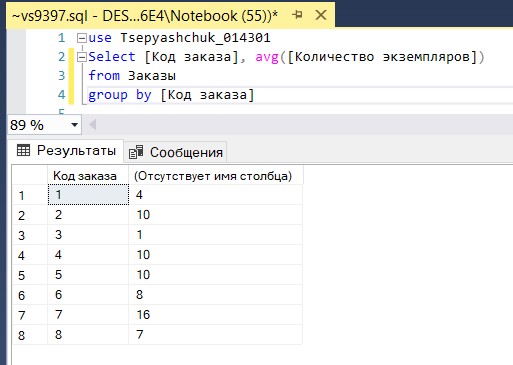 ~vs9397.sql - DES...6E4\Notebook (55))*
1 use Tsepyashchuk_014301
2 Select [Код заказа], avg([Количество экземпляров])
3 from Заказы
4 group by [Код заказа]
5
89 %
Результаты Сообщения
Код заказа (Отсутствует имя столбца)
1 1 4
2 2 10
3 3 1
4 4 10
5 5 10
6 6 8
7 7 16
8 8 7